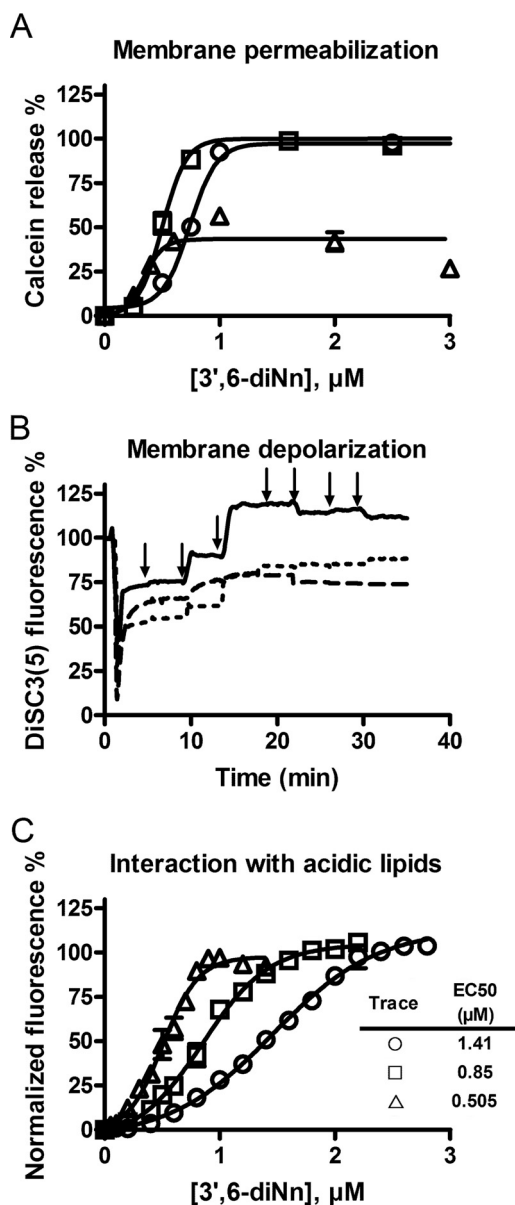 A
Membrane permeabilization
Calcein release %
125
100
75
50
25
0
0 1 2 3
[3',6-diNn], µM
B
Membrane depolarization
DiSC3(5) fluorescence %
125
100
75
50
25
0
0 10 20 30 40
Time (min)
C
Interaction with acidic lipids
Normalized fluorescence %
125
100
75
50
25
0
Trace EC50
(µM)
1.41
0.85
0.505
0 1 2 3
[3',6-diNn], µM